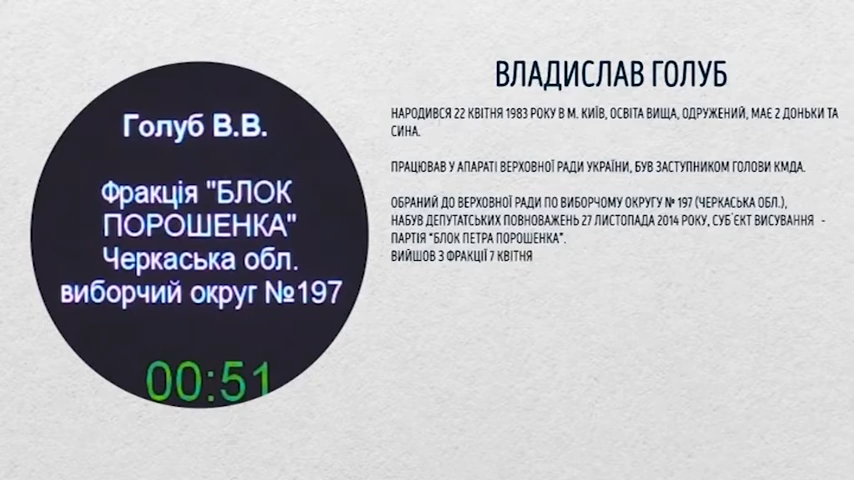 Голуб В.В.
Фракція "БЛОК
ПОРОШЕНКА"
Черкаська обл.
виборчий округ №197
00:51
ВЛАДИСЛАВ ГОЛУБ
НАРОДИВСЯ 22 КВІТНЯ 1983 РОКУ В М. КИЇВ, ОСВІТА ВИЩА, ОДРУЖЕНИЙ, МАЄ 2 ДОНЬКИ ТА
СИНА.
ПРАЦЮВАВ У АПАРАТІ ВЕРХОВНОЇ РАДИ УКРАЇНИ, БУВ ЗАСТУПНИКОМ ГОЛОВИ КМДА.
ОБРАНИЙ ДО ВЕРХОВНОЇ РАДИ ПО ВИБОРЧОМУ ОКРУГУ № 197 (ЧЕРКАСЬКА ОБЛ.),
НАБУВ ДЕПУТАТСЬКИХ ПОВНОВАЖЕНЬ 27 ЛИСТОПАДА 2014 РОКУ, СУБ'ЄКТ ВИСУВАННЯ -
ПАРТІЯ "БЛОК ПЕТРА ПОРОШЕНКА".
ВИЙШОВ З ФРАКЦІЇ 7 КВІТНЯ